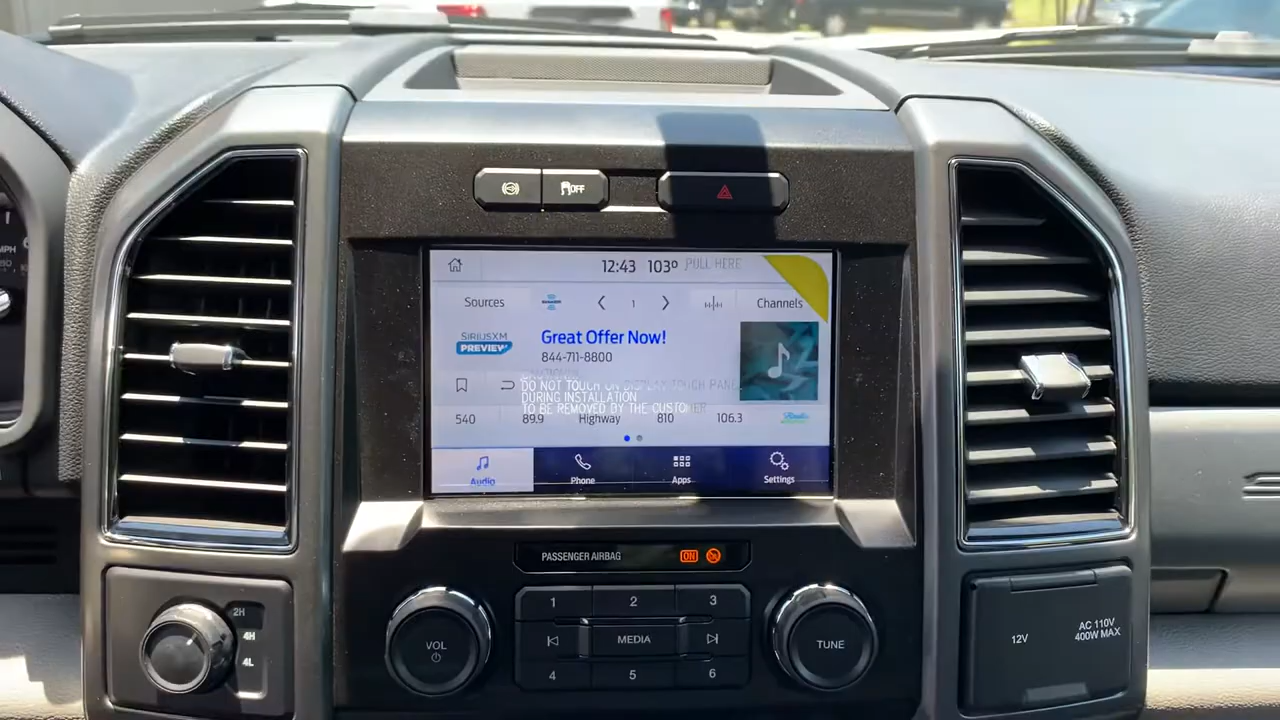 OFF
12:43 103° PULL HERE
Sources
1
Channels
SIRIUSXM
PREVIEW
Great Offer Now!
844-711-8800
DO NOT TOUCH ON DISPLAY TOUCH PANE
DURING INSTALLATION
TO BE REMOVED BY THE CUSTOMER
540 89.9 Highway 810 106.3
Audio Phone Apps Settings
MPH
PASSENGER AIRBAG ON
1 2 3
VOL
MEDIA
TUNE
4 5 6
2H
4H
4L
12V
AC 110V
400W MAX